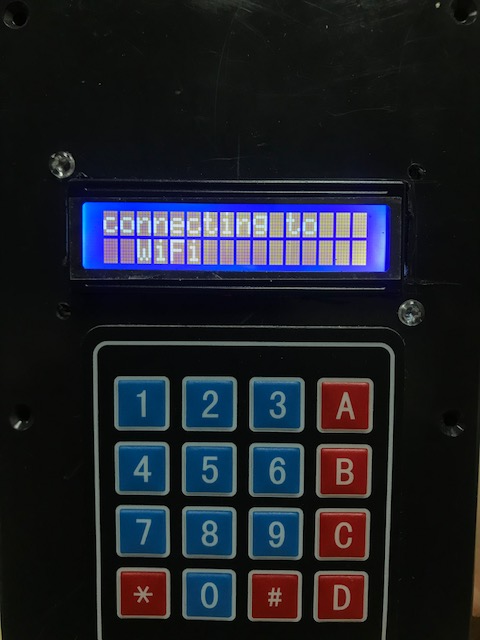 connecting to
WiFi
1 2 3 A
4 5 6 B
7 8 9 C
* 0 # D